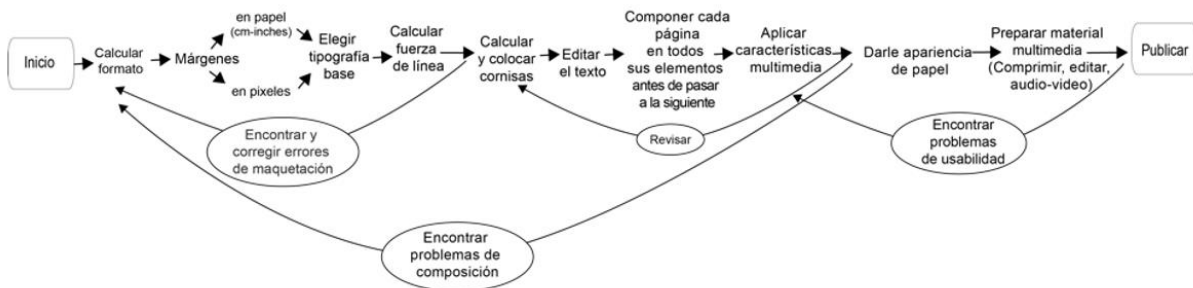 Inicio
Calcular
formato
Márgenes
en papel
(cm-inches)
en pixeles
Elegir
tipografía
base
Calcular
fuerza
de línea
Calcular
y colocar
cornisas
Editar
el texto
Componer cada
página
en todos
sus elementos
antes de pasar
a la siguiente
Aplicar
características
multimedia
Darle apariencia
de papel
Preparar material
multimedia
(Comprimir, editar,
audio-video)
Publicar
Encontrar y
corregir errores
de maquetación
Revisar
Encontrar
problemas
de usabilidad
Encontrar
problemas de
composición